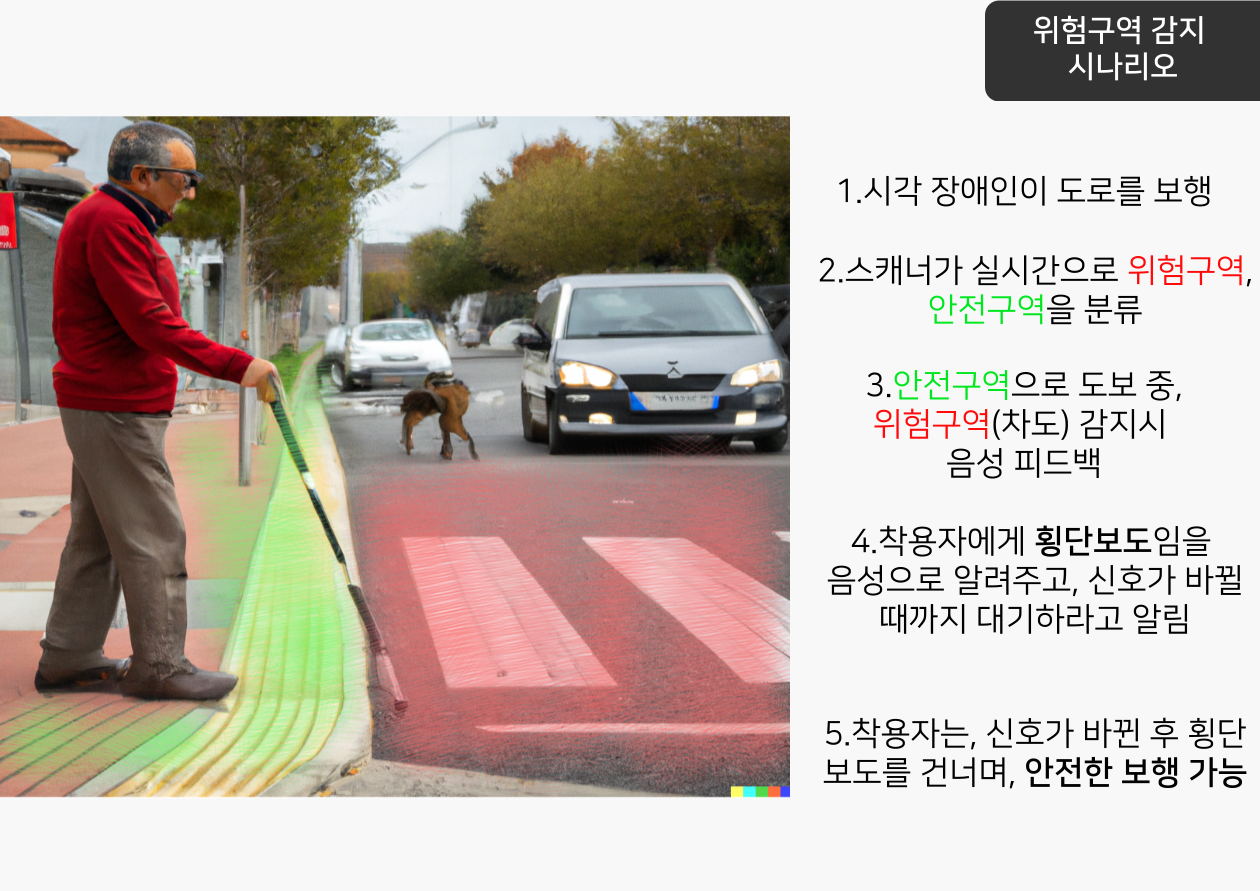 위험구역 감지
시나리오
1.시각 장애인이 도로를 보행
2.스캐너가 실시간으로 위험구역,
안전구역을 분류
3.안전구역으로 도보 중,
위험구역(차도) 감지시
음성 피드백
4.착용자에게 횡단보도임을
음성으로 알려주고, 신호가 바뀔
때까지 대기하라고 알림
5.착용자는, 신호가 바뀐 후 횡단
보도를 건너며, 안전한 보행 가능